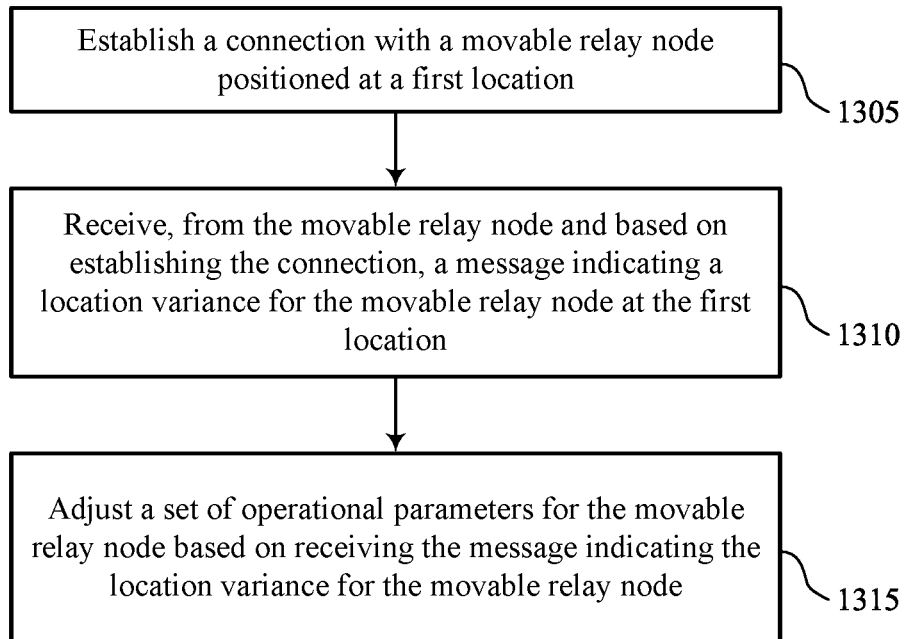 Establish a connection with a movable relay node
positioned at a first location
1305
Receive, from the movable relay node and based on
establishing the connection, a message indicating a
location variance for the movable relay node at the first
location
1310
Adjust a set of operational parameters for the movable
relay node based on receiving the message indicating the
location variance for the movable relay node
1315